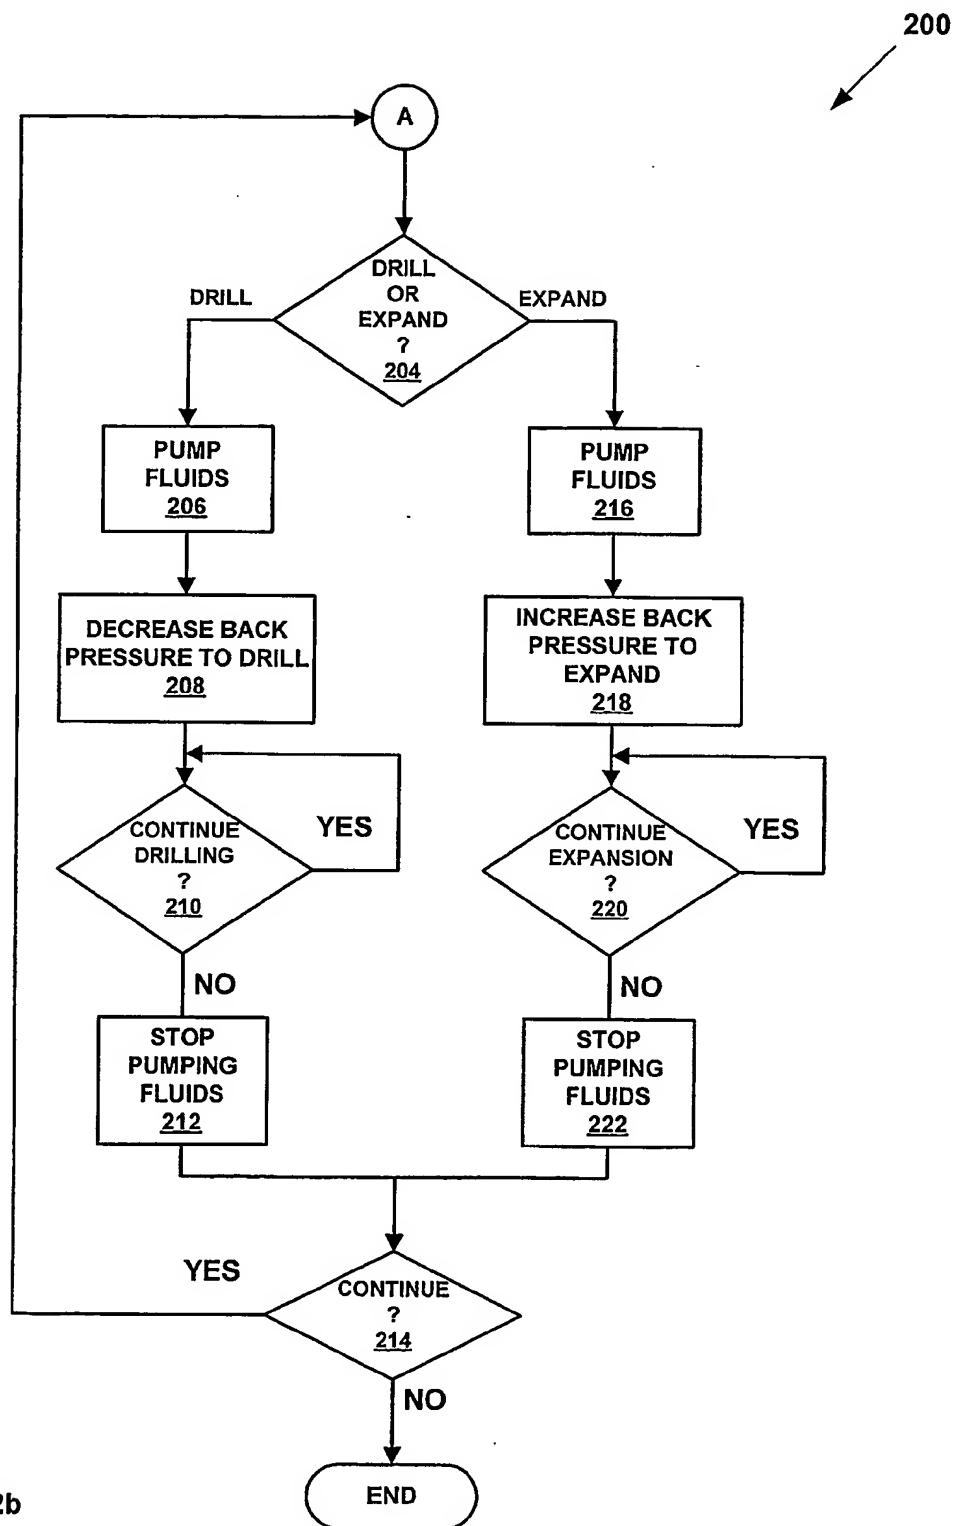 200
A
DRILL
OR
EXPAND
?
204
DRILL
EXPAND
PUMP
FLUIDS
206
PUMP
FLUIDS
216
DECREASE BACK
PRESSURE TO DRILL
208
INCREASE BACK
PRESSURE TO
EXPAND
218
CONTINUE
DRILLING
?
210
YES
CONTINUE
EXPANSION
?
220
YES
NO
NO
STOP
PUMPING
FLUIDS
212
STOP
PUMPING
FLUIDS
222
YES
CONTINUE
?
214
NO
END
2b